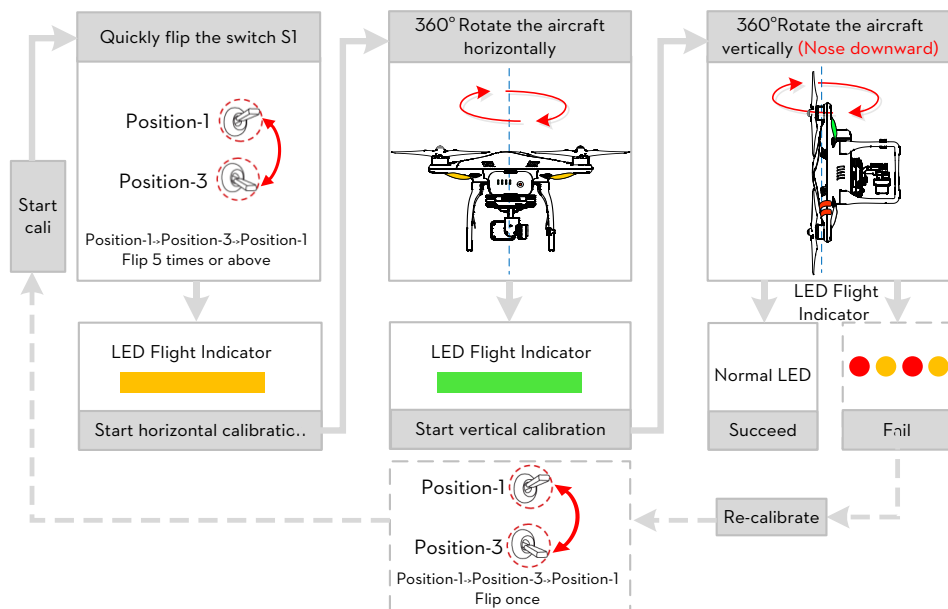 Quickly flip the switch S1
Position-1
Position-3
Position-1->Position-3->Position-1
Flip 5 times or above
Start
cali
LED Flight Indicator
Start horizontal calibratic..
360° Rotate the aircraft
horizontally
LED Flight Indicator
Start vertical calibration
360°Rotate the aircraft
vertically (Nose downward)
LED Flight
Indicator
Normal LED
Succeed
Fail
Re-calibrate
Position-1
Position-3
Position-1->Position-3->Position-1
Flip once